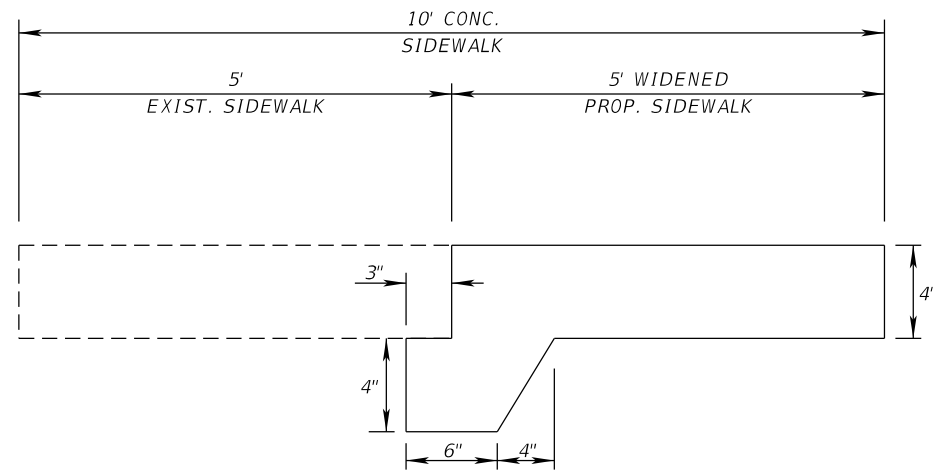 10' CONC.
SIDEWALK
5'
EXIST. SIDEWALK
5' WIDENED
PROP. SIDEWALK
3"
4'
4"
6"
4"